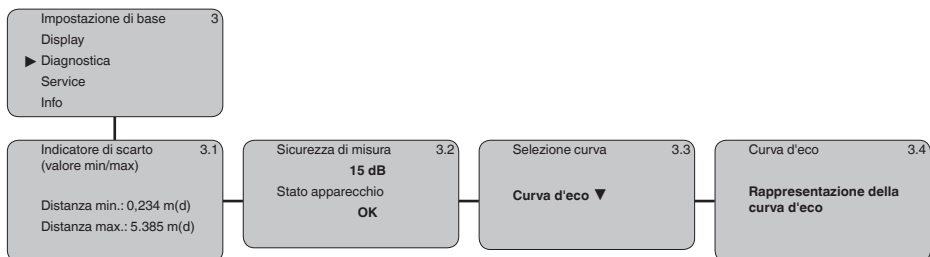 Impostazione di base 3
Display
▶ Diagnostica
Service
Info
Indicatore di scarto 3.1
(valore min/max)
Distanza min.: 0,234 m(d)
Distanza max.: 5.385 m(d)
Sicurezza di misura 3.2
15 dB
Stato apparecchio
OK
Selezione curva 3.3
Curva d'eco ▼
Curva d'eco 3.4
Rappresentazione della
curva d'eco